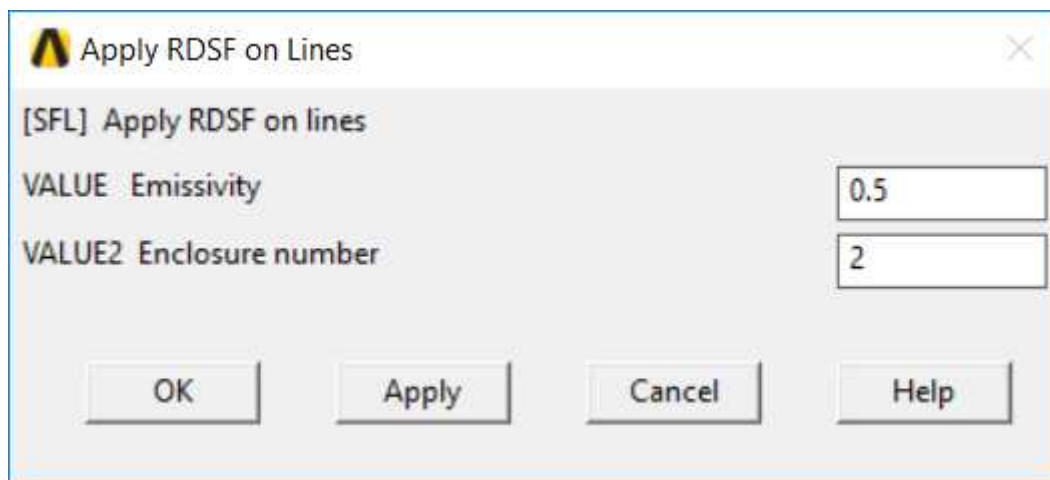 Apply RDSF on Lines
[SFL] Apply RDSF on lines
VALUE Emissivity
0.5
VALUE2 Enclosure number
2
OK Apply Cancel Help